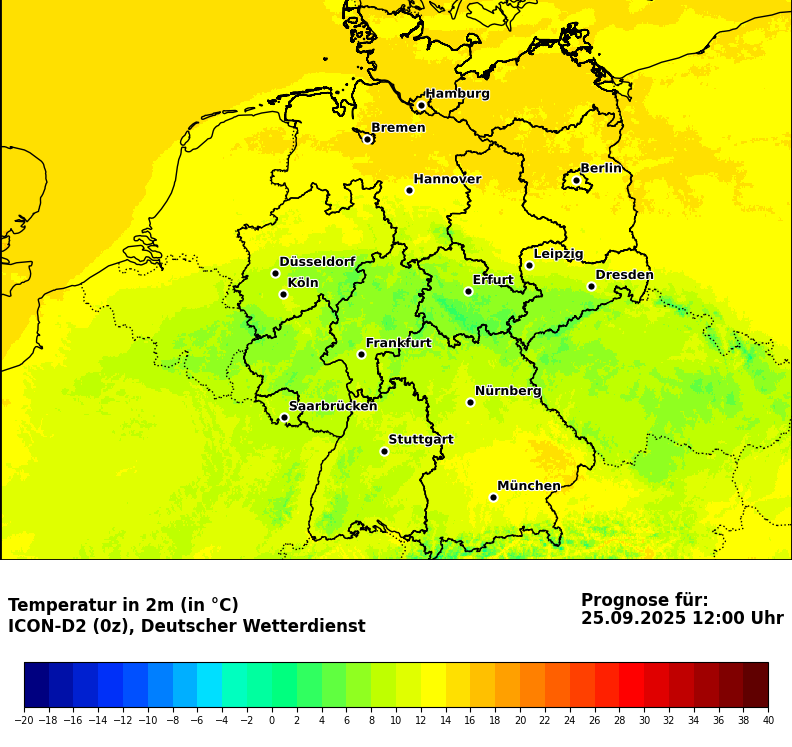 Hamburg
Bremen
Berlin
Hannover
Leipzig
Düsseldorf
Dresden
Köln
Erfurt
Frankfurt
Nürnberg
Saarbrücken
Stuttgart
München
Temperatur in 2m (in °C)
ICON-D2 (0z), Deutscher Wetterdienst
Prognose für:
25.09.2025 12:00 Uhr
−20 −18 −16 −14 −12 −10 −8 −6 −4 −2 0 2 4 6 8 10 12 14 16 18 20 22 24 26 28 30 32 34 36 38 40